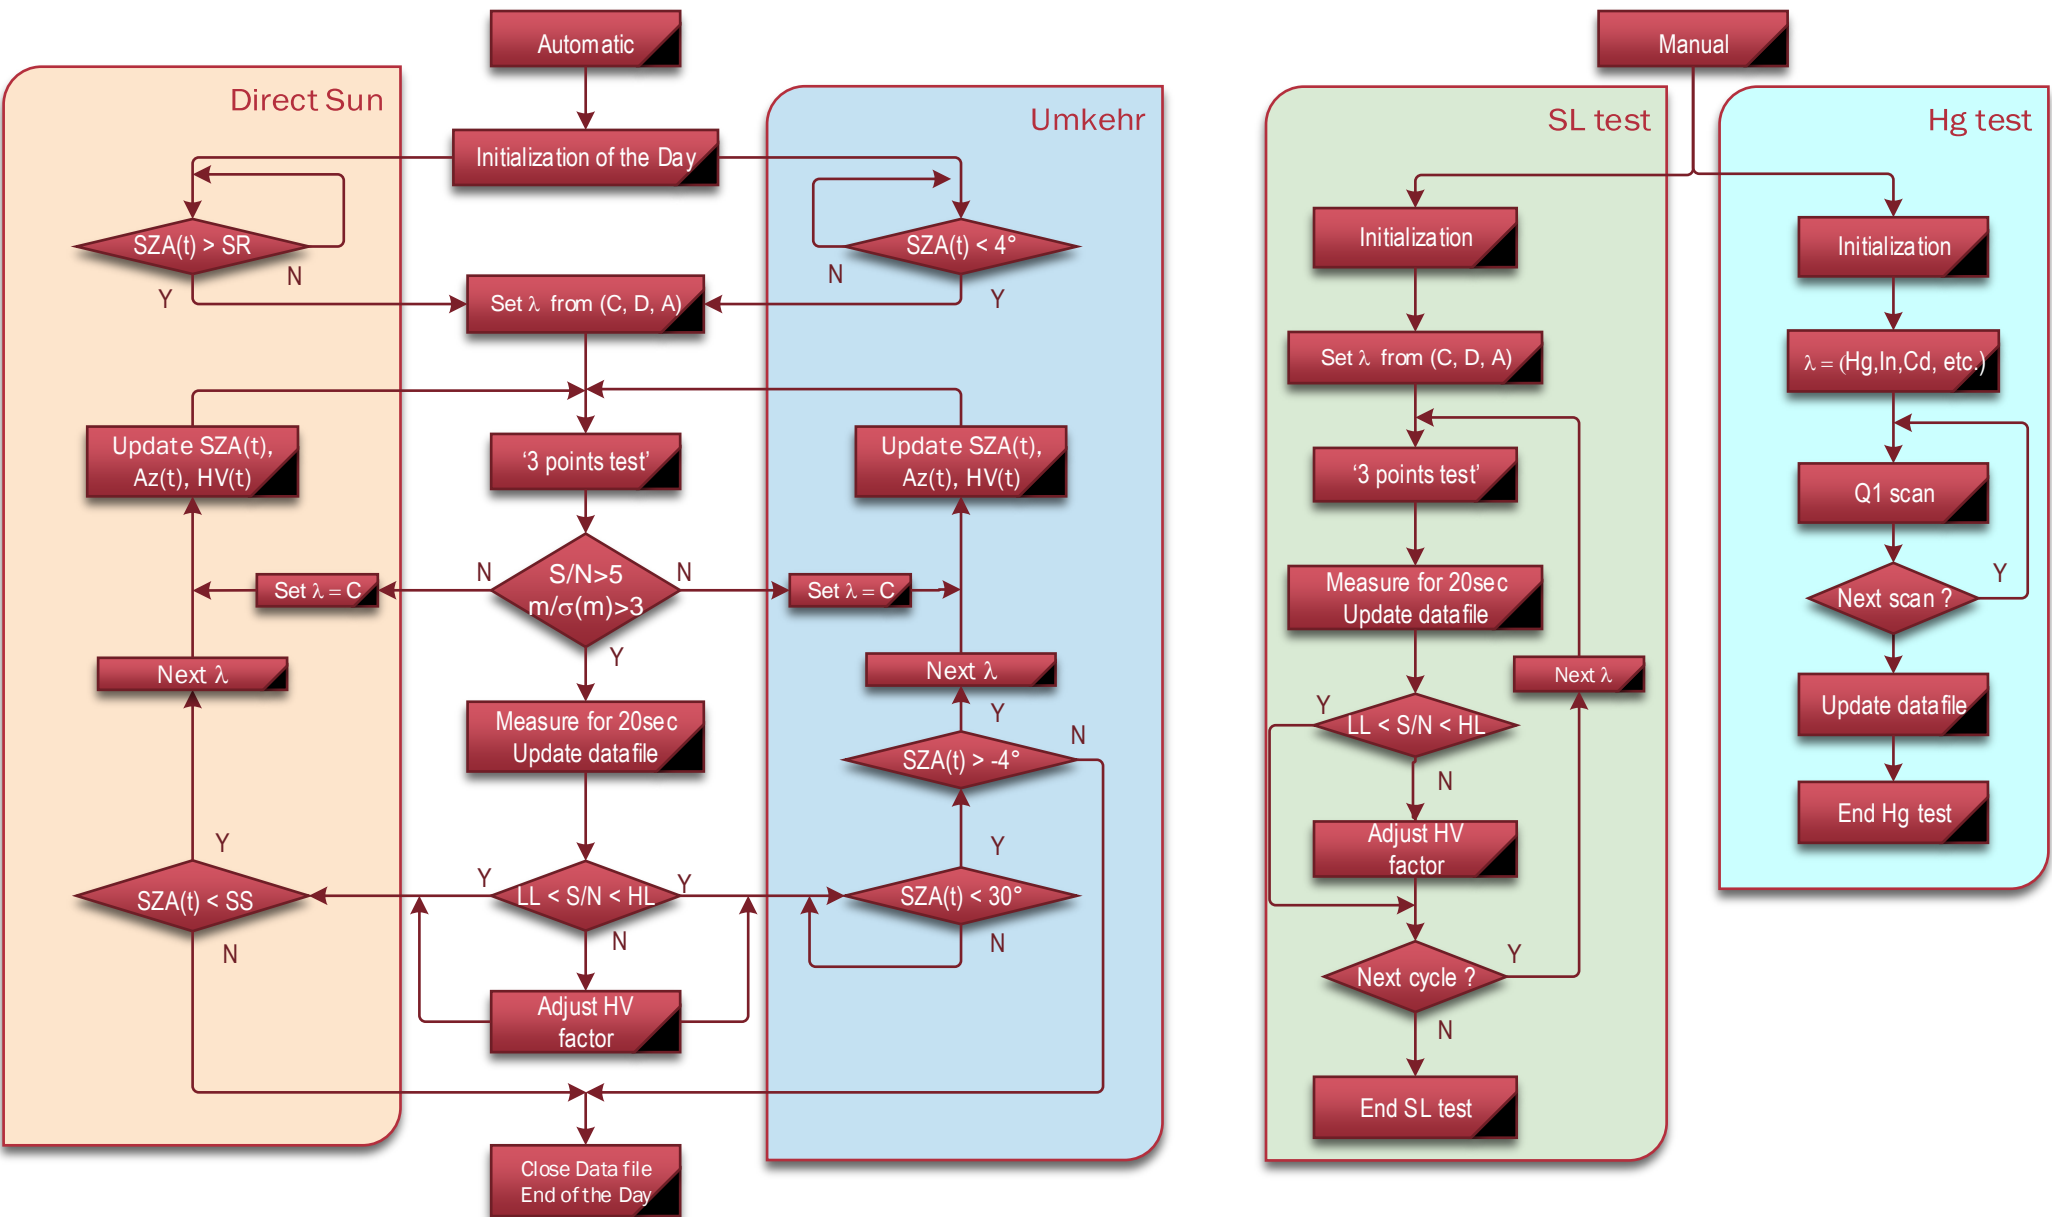 Automatic
Direct Sun
Umkehr
Initialization of the Day
SZA(t) > SR
N
Y
SZA(t) < 4°
N
Y
Set λ from (C, D, A)
Update SZA(t),
Az(t), HV(t)
‘3 points test’
Update SZA(t),
Az(t), HV(t)
N
S/N>5
m/σ(m)>3
N
Y
Set λ = C
Set λ = C
Next λ
Next λ
Measure for 20sec
Update datafile
Y
SZA(t) > -4°
N
Y
SZA(t) < SS
N
Y
LL < S/N < HL
Y
N
Y
SZA(t) < 30°
N
Adjust HV
factor
Close Data file
End of the Day
Manual
SL test
Initialization
Set λ from (C, D, A)
‘3 points test’
Measure for 20sec
Update datafile
Next λ
Y
LL < S/N < HL
N
Adjust HV
factor
Next cycle ?
Y
N
End SL test
Hg test
Initialization
λ = (Hg,In,Cd, etc.)
Q1 scan
Y
Next scan ?
Update datafile
End Hg test